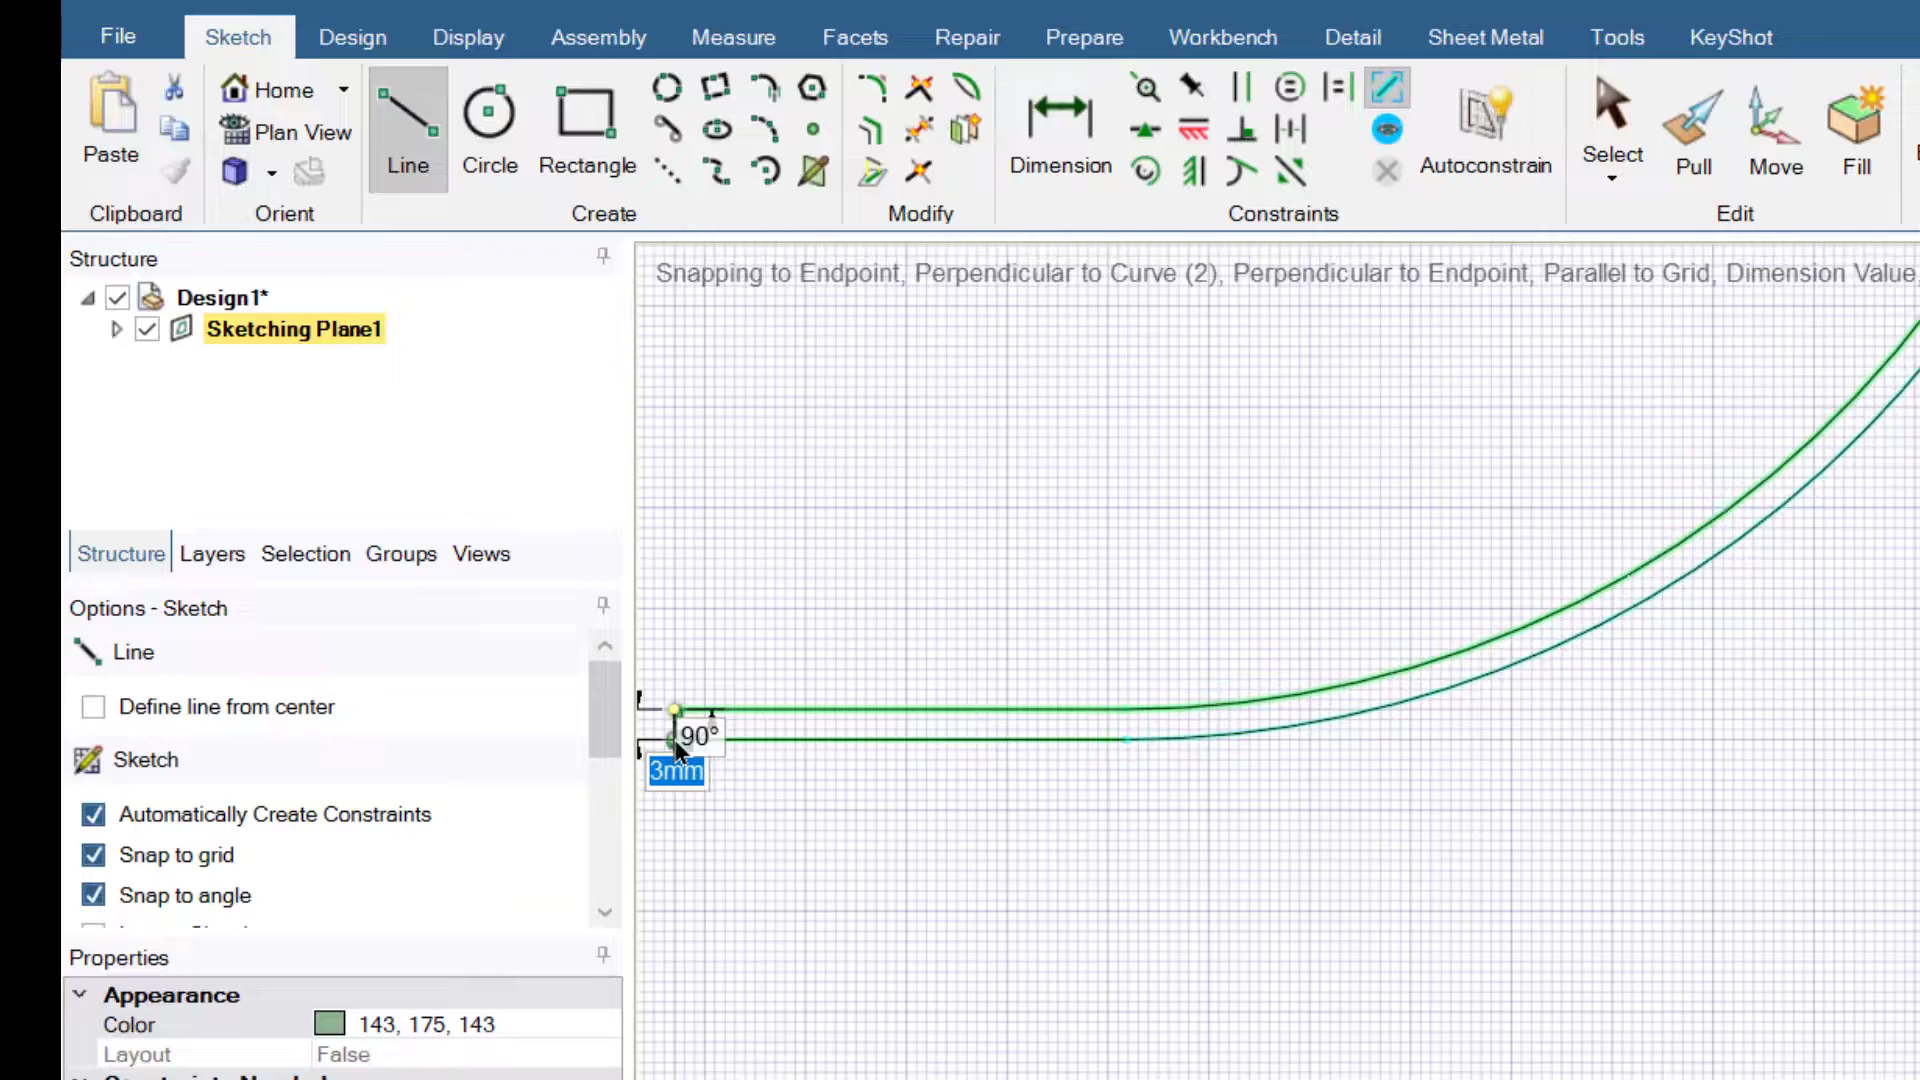 File Sketch Design Display Assembly Measure Facets Repair Prepare Workbench Detail Sheet Metal Tools KeyShot
Paste
Home
Plan View
Line Circle Rectangle
Dimension
Autoconstrain
Select Pull Move Fill
Clipboard Orient Create Modify Constraints Edit
Structure
Design1*
Sketching Plane1
Snapping to Endpoint, Perpendicular to Curve (2), Perpendicular to Endpoint, Parallel to Grid, Dimension Value,
Structure Layers Selection Groups Views
Options - Sketch
Line
Define line from center
Sketch
Automatically Create Constraints
Snap to grid
Snap to angle
90°
3mm
Properties
Appearance
Color 143, 175, 143
Layout False